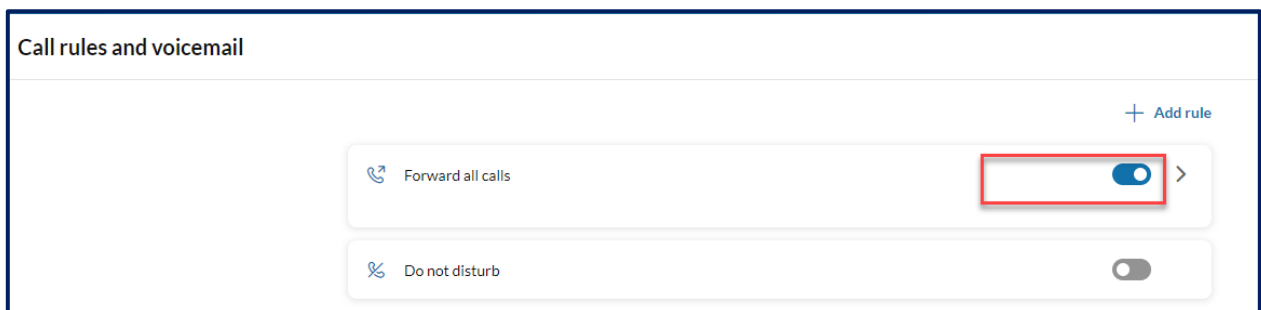 Call rules and voicemail
Add rule
Forward all calls
Do not disturb